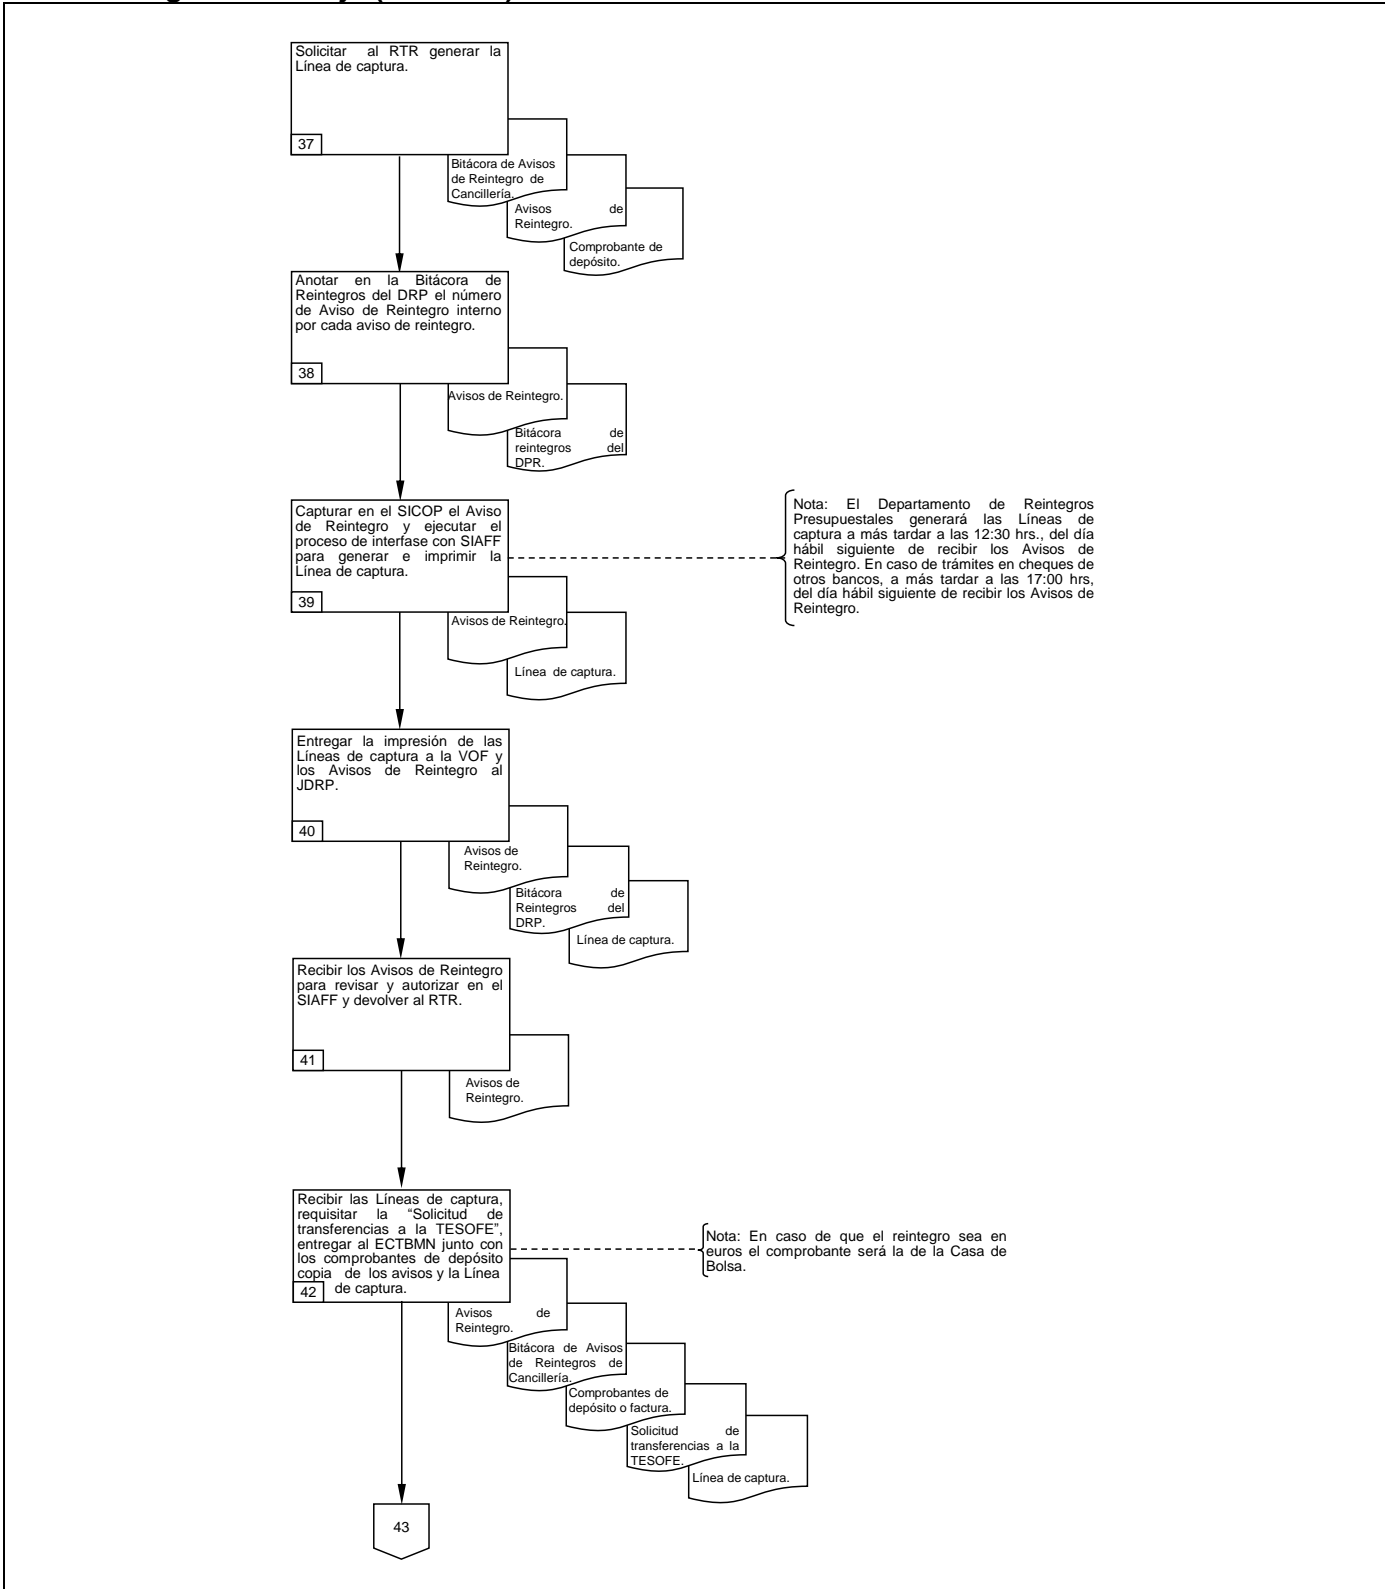 Solicitar al RTR generar la
Línea de captura.
37
Bitácora de Avisos
de Reintegro de
Cancillería.
Avisos de
Reintegro.
Comprobante de
depósito.
Anotar en la Bitácora de
Reintegros del DRP el número
de Aviso de Reintegro interno
por cada aviso de reintegro.
38
Avisos de Reintegro.
Bitácora de
reintegros del
DPR.
Capturar en el SICOP el Aviso
de Reintegro y ejecutar el
proceso de interfase con SIAFF
para generar e imprimir la
Línea de captura.
39
Nota: El Departamento de Reintegros
Presupuestales generará las Líneas de
captura a más tardar a las 12:30 hrs., del día
hábil siguiente de recibir los Avisos de
Reintegro. En caso de trámites en cheques de
otros bancos, a más tardar a las 17:00 hrs,
del día hábil siguiente de recibir los Avisos de
Reintegro.
Avisos de Reintegro.
Línea de captura.
Entregar la impresión de las
Líneas de captura a la VOF y
los Avisos de Reintegro al
JDRP.
40
Avisos de
Reintegro.
Bitácora de
Reintegros del
DRP.
Línea de captura.
Recibir los Avisos de Reintegro
para revisar y autorizar en el
SIAFF y devolver al RTR.
41
Avisos de
Reintegro.
Recibir las Líneas de captura,
requisitar la “Solicitud de
transferencias a la TESOFE”,
entregar al ECTBMN junto con
los comprobantes de depósito
copia de los avisos y la Línea
de captura.
42
Nota: En caso de que el reintegro sea en
euros el comprobante será la de la Casa de
Bolsa.
Avisos de
Reintegro.
Bitácora de Avisos
de Reintegros de
Cancillería.
Comprobantes de
depósito o factura.
Solicitud de
transferencias a la
TESOFE.
Línea de captura.
43